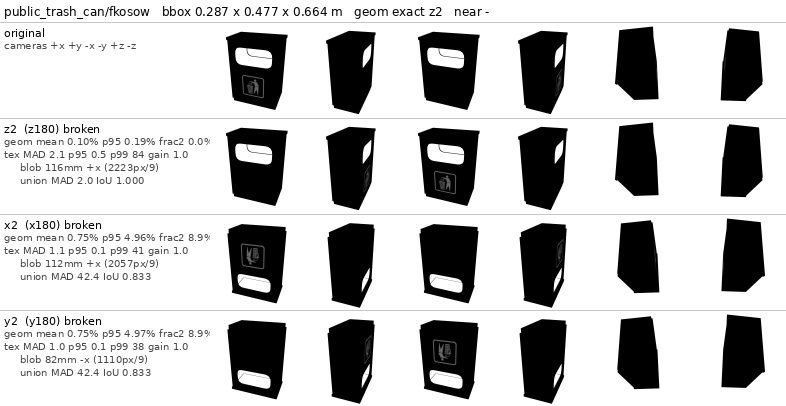 public_trash_can/fkosow   bbox 0.287 x 0.477 x 0.664 m   geom exact z2   near -
original
cameras +x +y -x -y +z -z
z2  (z180) broken
geom mean 0.10% p95 0.19% frac2 0.0%
tex MAD 2.1 p95 0.5 p99 84 gain 1.0
blob 116mm +x (2223px/9)
union MAD 2.0 IoU 1.000
x2  (x180) broken
geom mean 0.75% p95 4.96% frac2 8.9%
tex MAD 1.1 p95 0.1 p99 41 gain 1.0
blob 112mm +x (2057px/9)
union MAD 42.4 IoU 0.833
y2  (y180) broken
geom mean 0.75% p95 4.97% frac2 8.9%
tex MAD 1.0 p95 0.1 p99 38 gain 1.0
blob 82mm -x (1110px/9)
union MAD 42.4 IoU 0.833